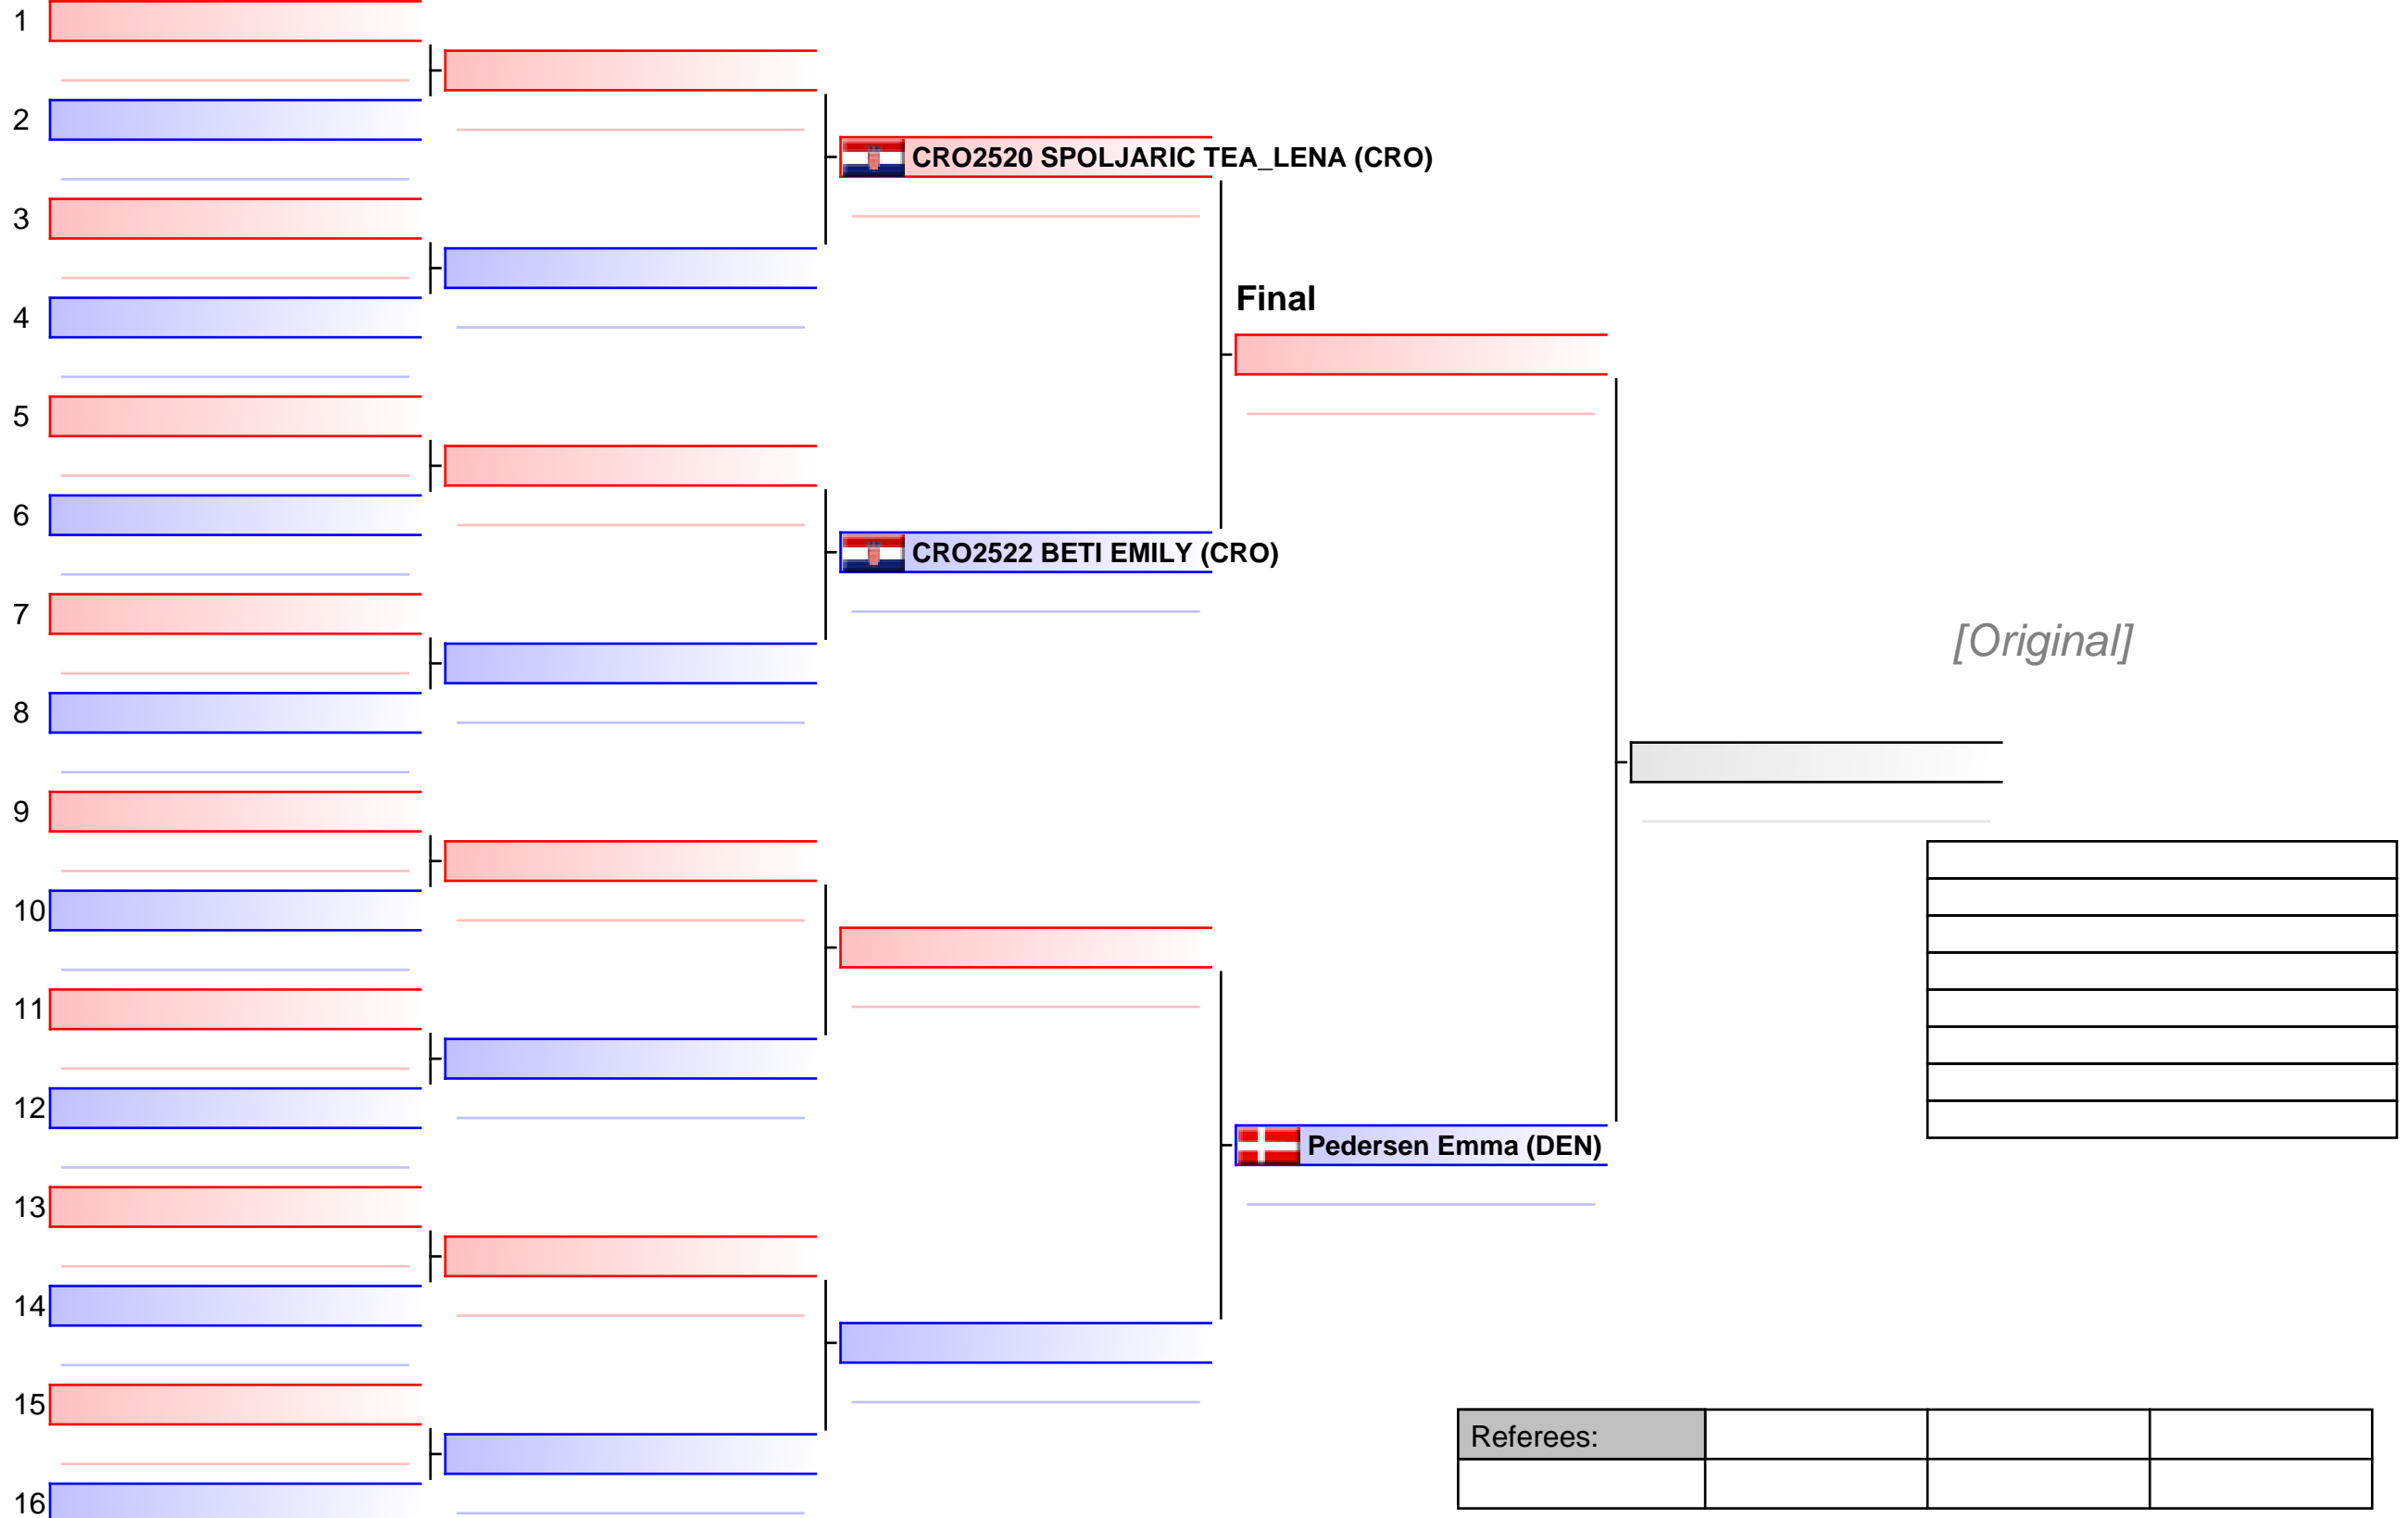 1
2
CRO2520 SPOLJARIC TEA_LENA (CRO)
3
Final
4
5
6
CRO2522 BETI EMILY (CRO)
7
[Original]
8
9
10
11
12
Pedersen Emma (DEN)
13
14
15
Referees:
16